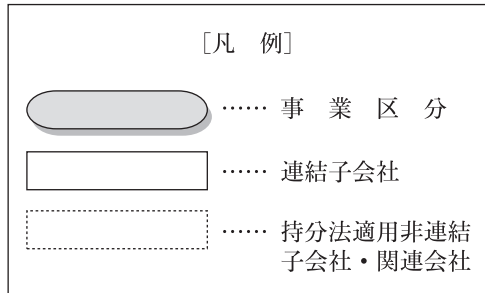 [凡　例]
…… 事　業　区　分
…… 連結子会社
…… 持分法適用非連結
子会社・関連会社